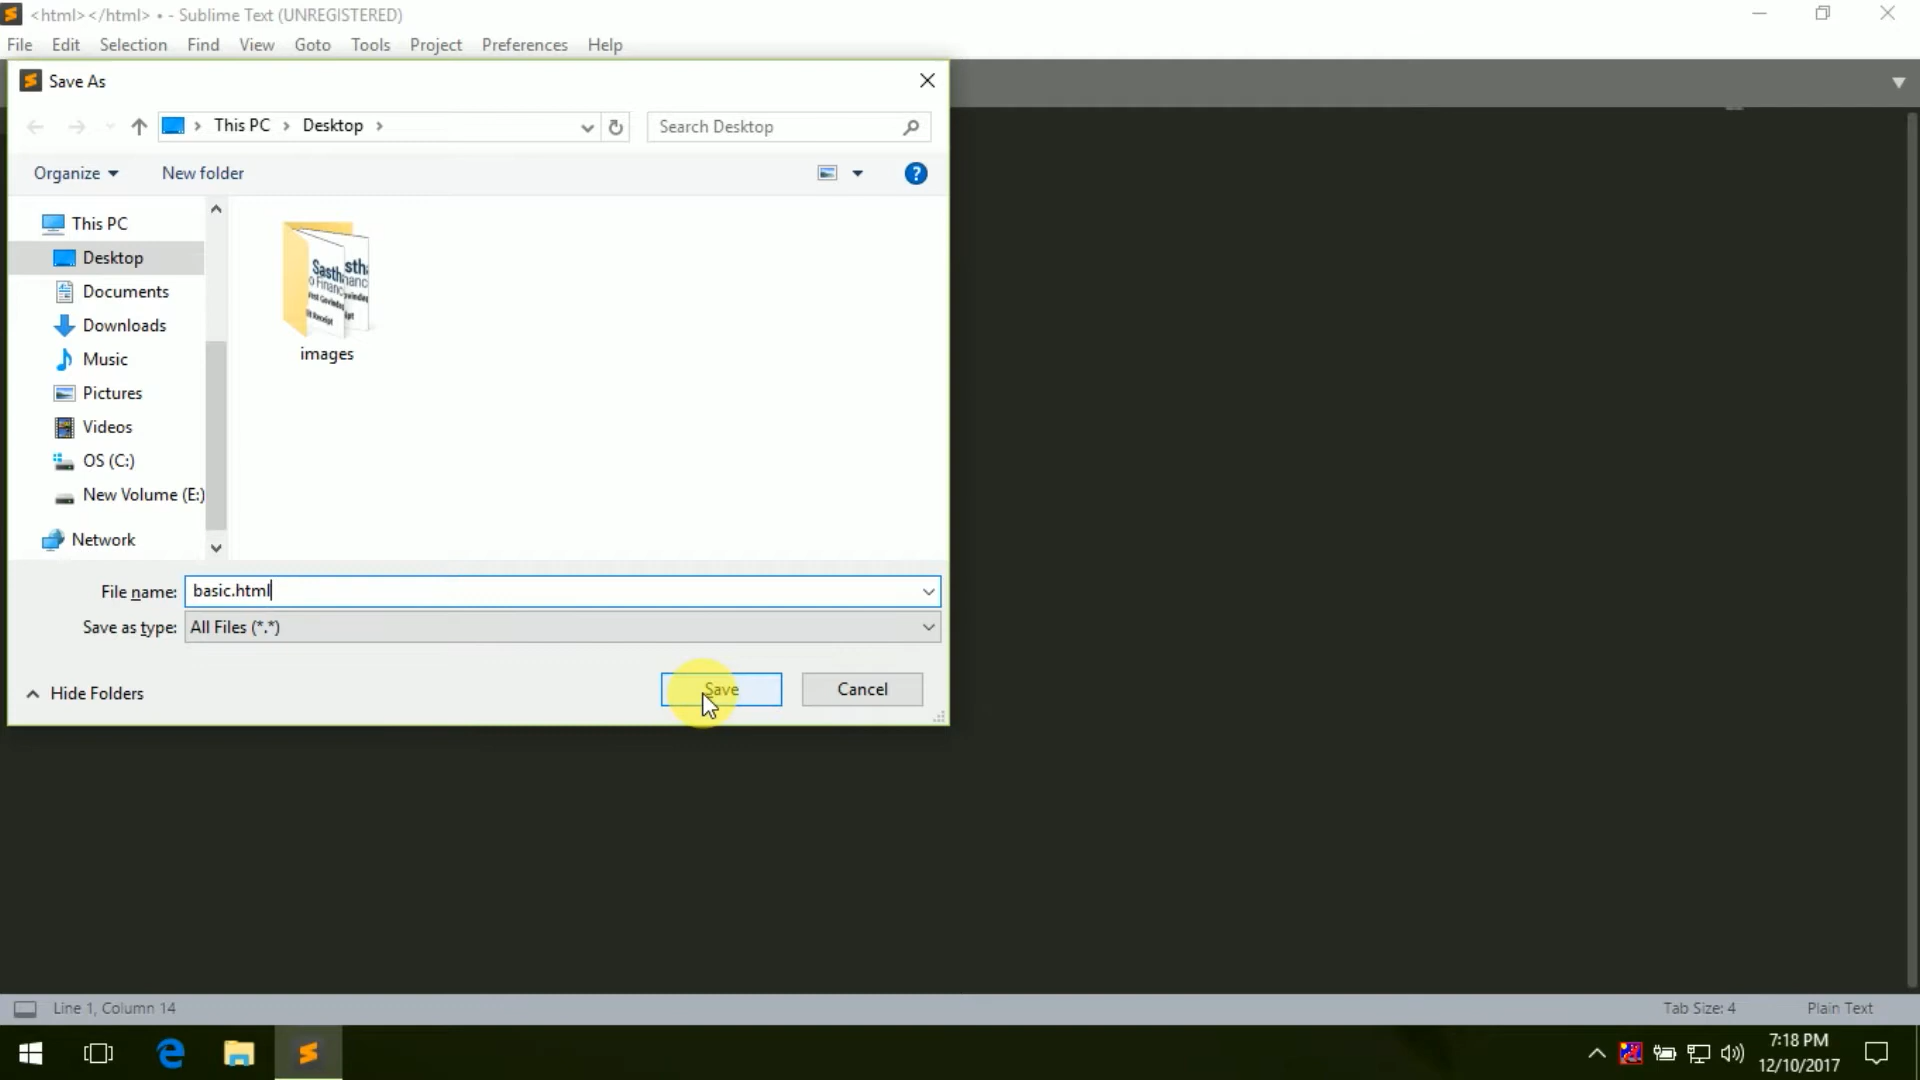 <html></html> • - Sublime Text (UNREGISTERED)
File Edit Selection Find View Goto Tools Project Preferences Help
Save As
This PC Desktop
Search Desktop
Organize New folder
This PC
Desktop
Documents
Downloads
Music
Pictures
Videos
OS (C:)
New Volume (E:)
Network
images
File name: basic.html
Save as type: All Files (*.*)
Hide Folders
Save Cancel
Line 1, Column 14 Tab Size: 4 Plain Text
7:18 PM
12/10/2017